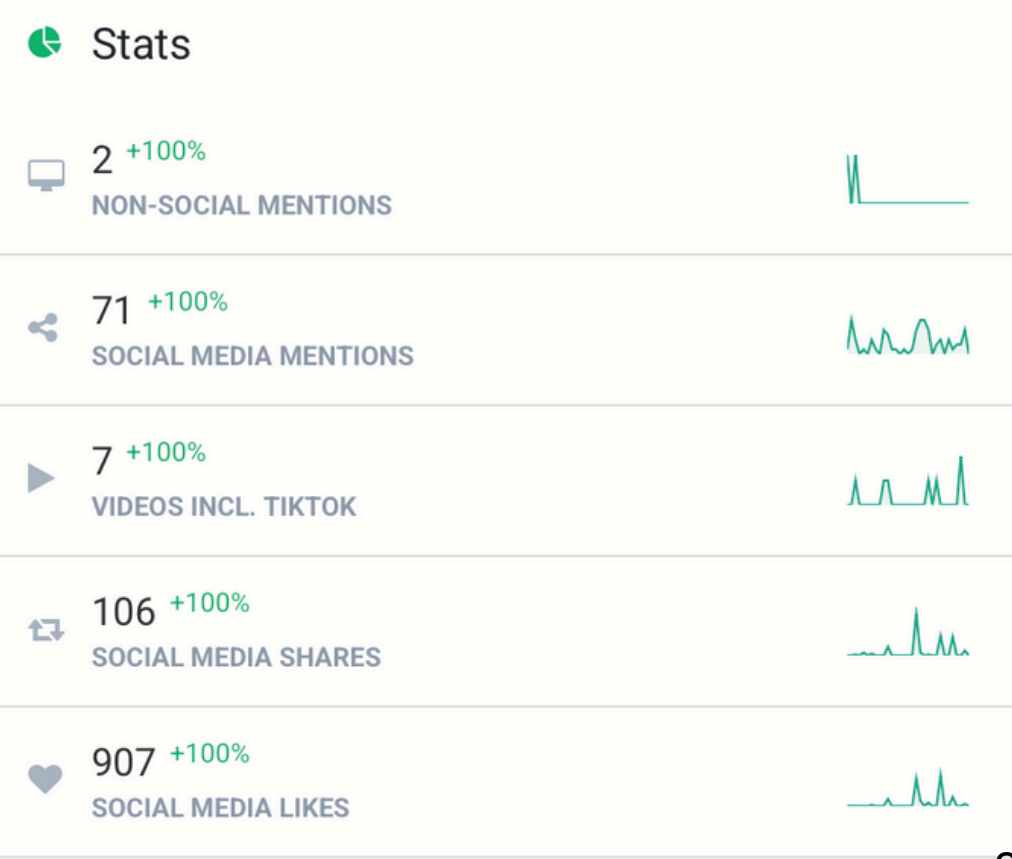 Stats
2 +100%
NON-SOCIAL MENTIONS
71 +100%
SOCIAL MEDIA MENTIONS
7 +100%
VIDEOS INCL. TIKTOK
106 +100%
SOCIAL MEDIA SHARES
907 +100%
SOCIAL MEDIA LIKES